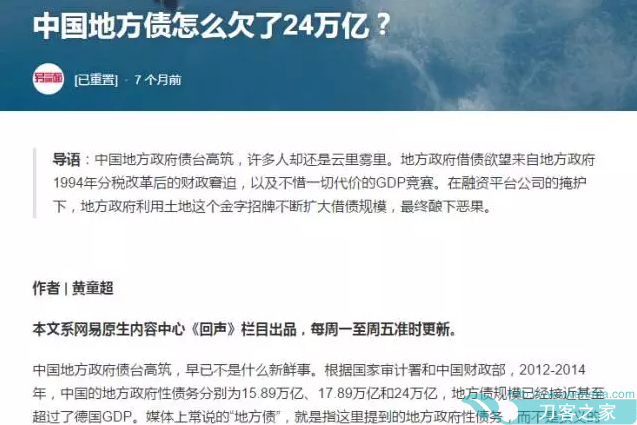 中国地方债怎么欠了24万亿？
另一面
[已重置] · 7 个月前
导语：中国地方政府债台高筑，许多人却还是云里雾里。地方政府借债欲望来自地方政府
1994年分税改革后的财政窘迫，以及不惜一切代价的GDP竞赛。在融资平台公司的掩护
下，地方政府利用土地这个金字招牌不断扩大借债规模，最终酿下恶果。
作者 | 黄童超
本文系网易原生内容中心《回声》栏目出品，每周一至周五准时更新。
中国地方政府债台高筑，早已不是什么新鲜事。根据国家审计署和中国财政部，2012-2014
年，中国的地方政府性债务分别为15.89万亿、17.89万亿和24万亿，地方债规模已经接近甚至
超过了德国GDP。媒体上常说的“地方债”，就是指这里提到的地方政府性债务，而不是
刀客之家